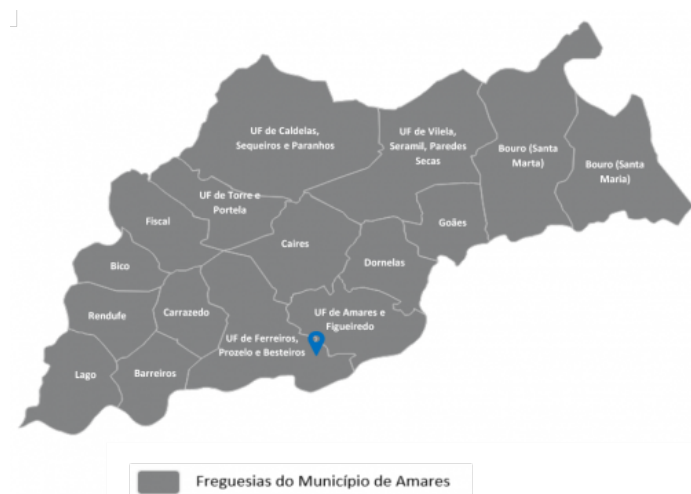 UF de Caldelas,
Sequeiros e Paranhos
UF de Vilela,
Seramil, Paredes
Secas
Bouro (Santa
Marta)
Bouro (Santa
Maria)
UF de Torre e
Portela
Fiscal
Goães
Caires
Dornelas
Bico
Rendufe
Carrazedo
UF de Amares e
Figueiredo
UF de Ferreiros,
Prozelo e Besteiros
Lago
Barreiros
Freguesias do Município de Amares